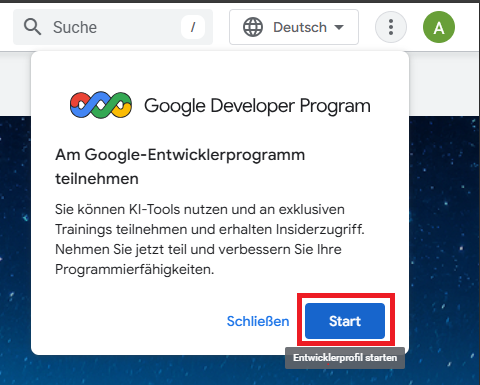 Suche / Deutsch A
Google Developer Program
Am Google-Entwicklerprogramm
teilnehmen
Sie können KI-Tools nutzen und an exklusiven
Trainings teilnehmen und erhalten Insiderzugriff.
Nehmen Sie jetzt teil und verbessern Sie Ihre
Programmierfähigkeiten.
Schließen Start
Entwicklerprofil starten